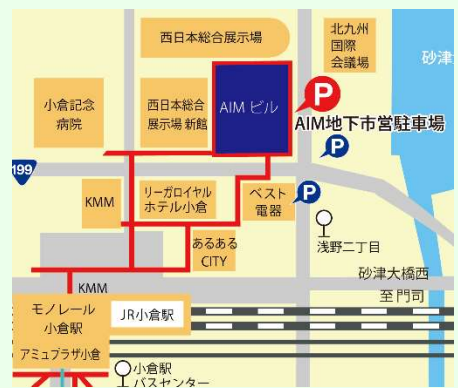 西日本総合展示場
北九州
国際
会議場
砂津
小倉記念
病院
西日本総合
展示場 新館
AIM ビル
P
AIM地下市営駐車場
P
199
KMM
リーガロイヤル
ホテル小倉
ベスト
電器
P
あるある
CITY
浅野二丁目
砂津大橋西
至門司
KMM
モノレール
小倉駅
JR小倉駅
アミュプラザ小倉
小倉駅
バスセンター